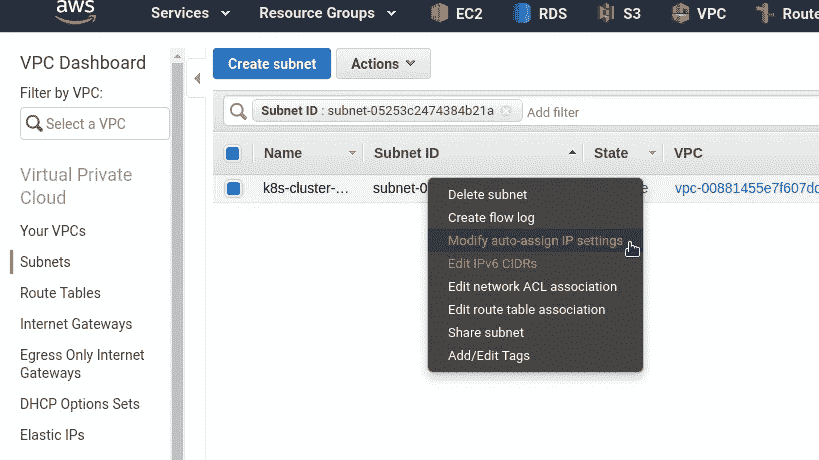 aws
Services
Resource Groups
EC2
RDS
S3
VPC
Route
VPC Dashboard
Filter by VPC:
Select a VPC
Virtual Private
Cloud
Your VPCs
Subnets
Route Tables
Internet Gateways
Egress Only Internet
Gateways
DHCP Options Sets
Elastic IPs
Create subnet
Actions
Subnet ID : subnet-05253c2474384b21a
Add filter
Name
Subnet ID
State
VPC
k8s-cluster-...
subnet-0
e
vpc-00881455e7f607dc
Delete subnet
Create flow log
Modify auto-assign IP settings
Edit IPv6 CIDRs
Edit network ACL association
Edit route table association
Share subnet
Add/Edit Tags